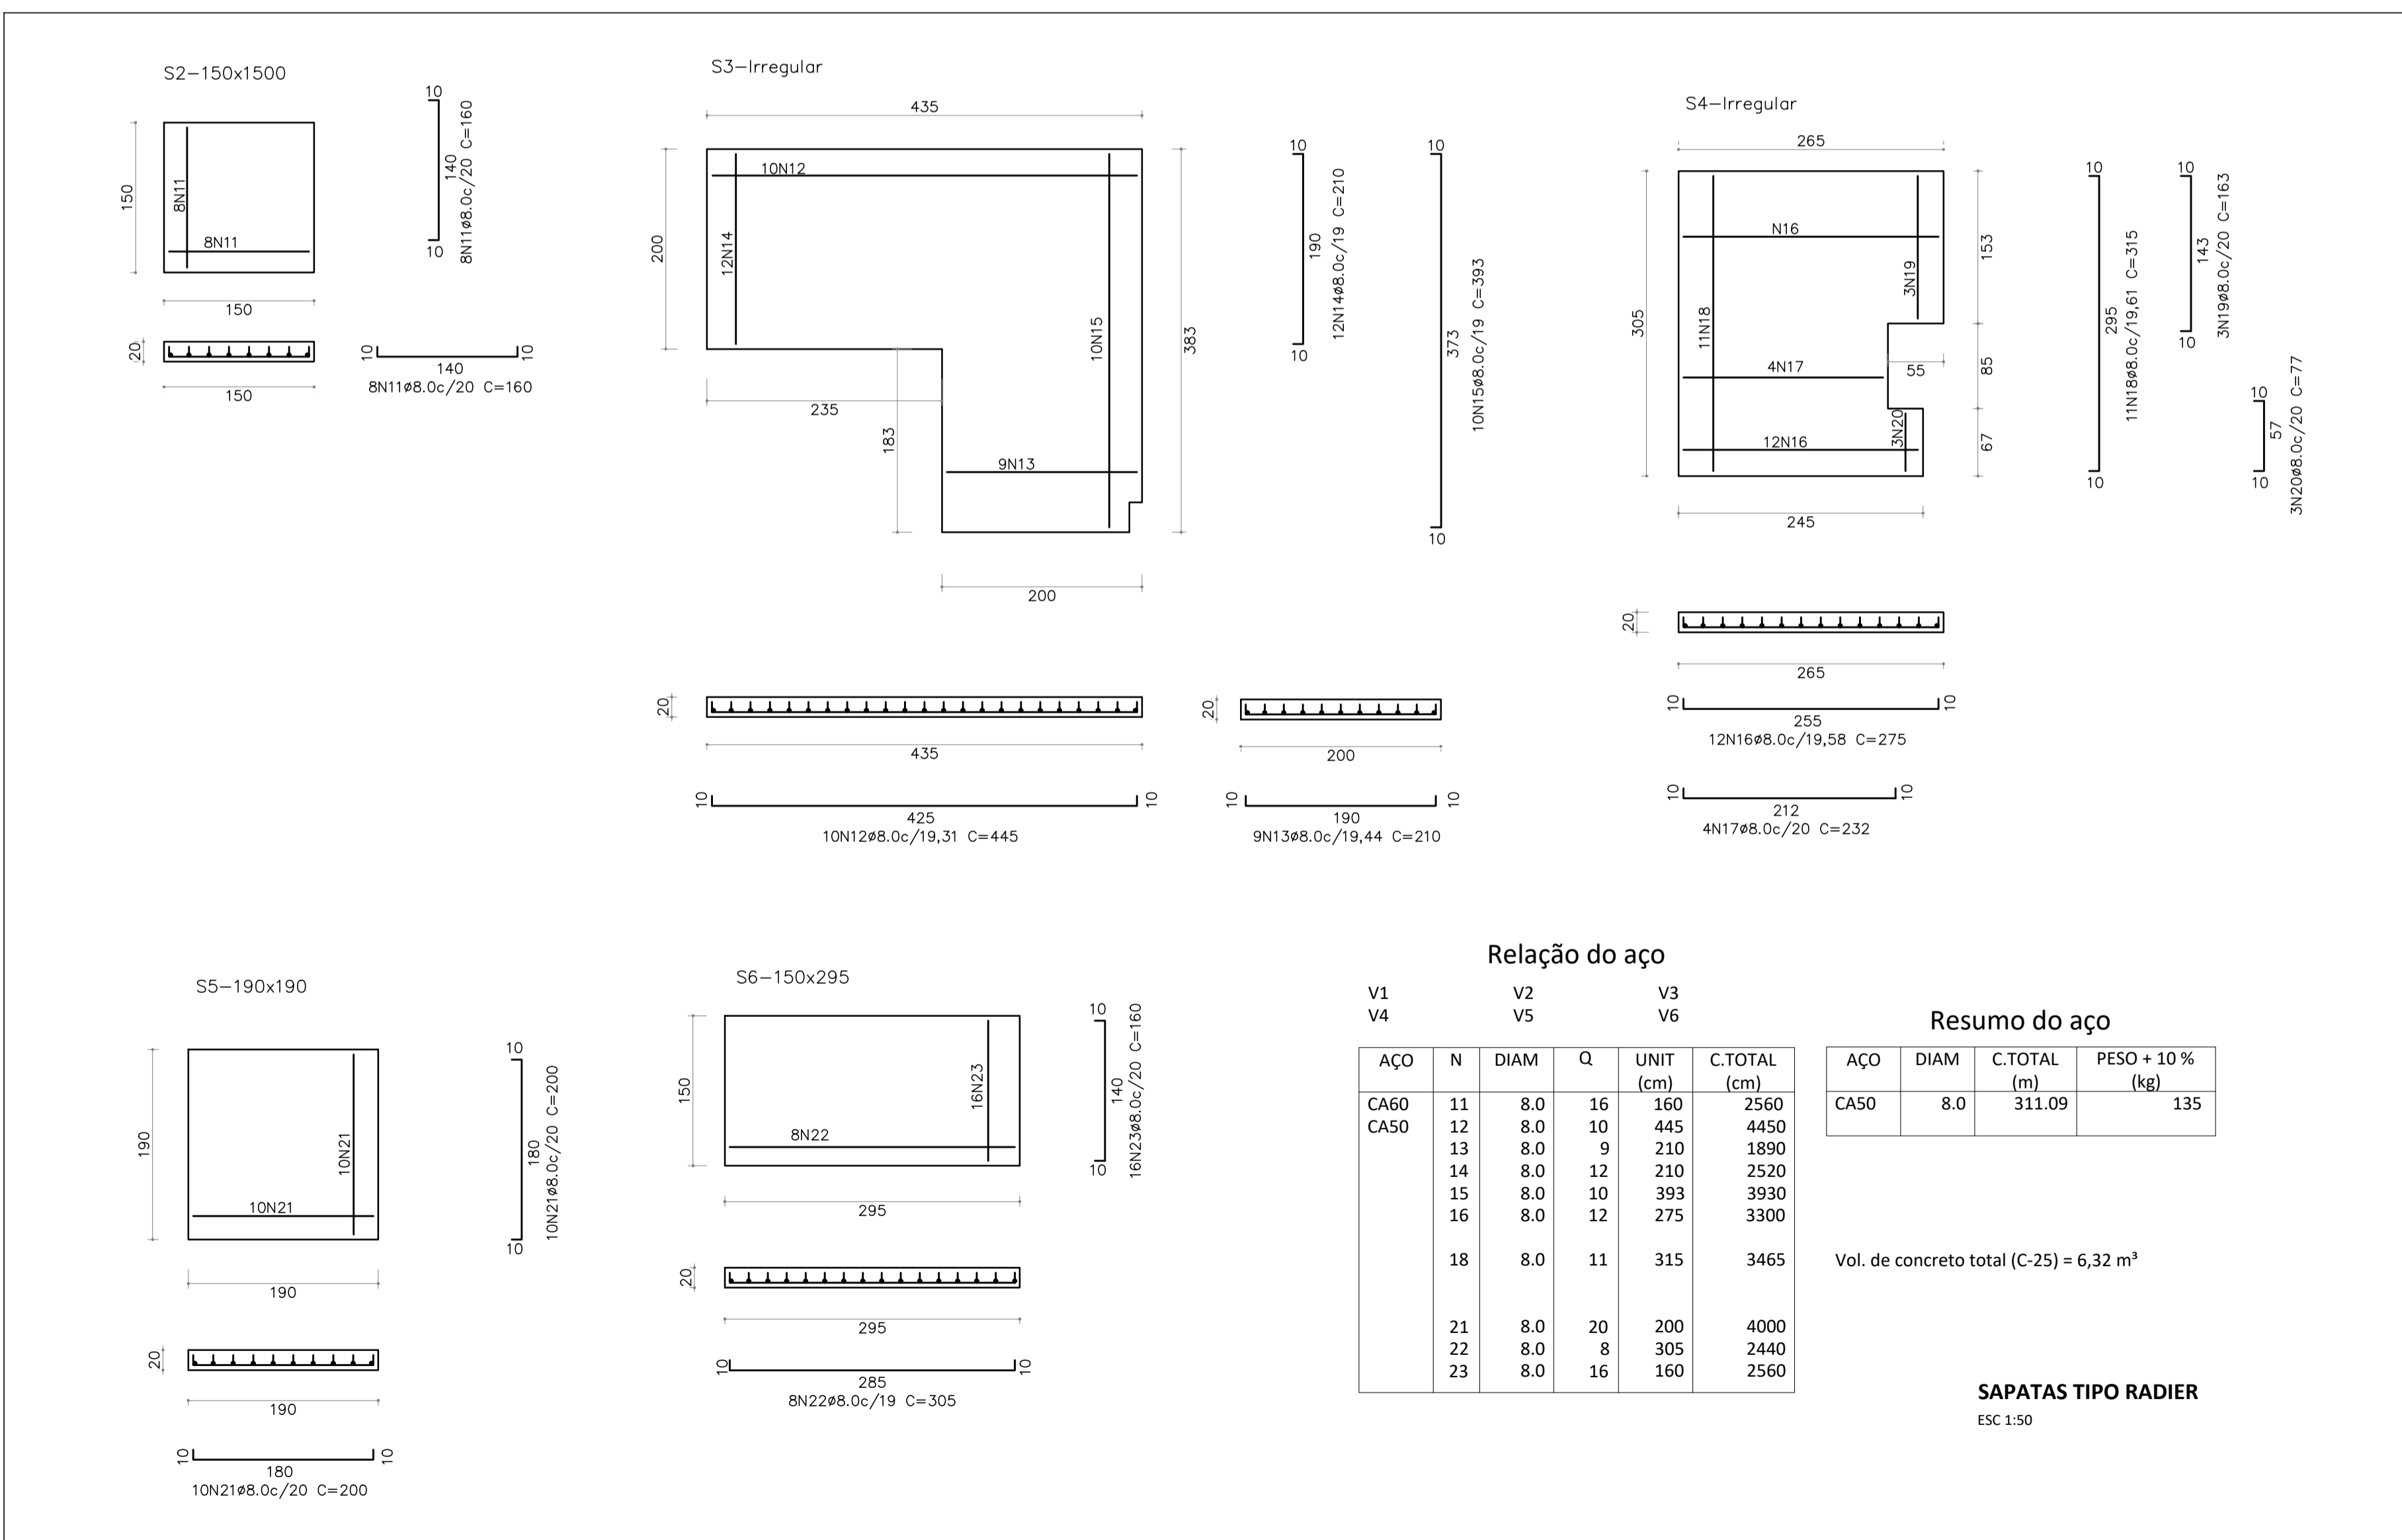 S2-150x1500
150
8N11
8N11
150
20
150
10
140
10
8N11ø8.0c/20 C=160
10
140
10
8N11ø8.0c/20 C=160
S3-Irregular
435
10N12
200
12N14
10N15
383
235
183
9N13
200
10
190
10
12N14ø8.0c/19 C=210
10
373
10
10N15ø8.0c/19 C=393
20
435
10
425
10
10N12ø8.0c/19,31 C=445
20
200
10
190
10
9N13ø8.0c/19,44 C=210
S4-Irregular
265
N16
153
3N19
305
11N18
4N17
55
85
3N20
12N16
67
245
10
295
10
11N18ø8.0c/19,61 C=315
10
143
10
3N19ø8.0c/20 C=163
10
57
10
3N20ø8.0c/20 C=77
20
265
10
255
10
12N16ø8.0c/19,58 C=275
10
212
10
4N17ø8.0c/20 C=232
S5-190x190
190
10N21
10N21
190
10
180
10
10N21ø8.0c/20 C=200
20
190
10
180
10
10N21ø8.0c/20 C=200
S6-150x295
150
16N23
8N22
295
10
140
10
16N23ø8.0c/20 C=160
20
295
10
285
10
8N22ø8.0c/19 C=305
Relação do aço
V1 V2 V3
V4 V5 V6
AÇO N DIAM Q UNIT C.TOTAL
(cm) (cm)
CA60 11 8.0 16 160 2560
CA50 12 8.0 10 445 4450
13 8.0 9 210 1890
14 8.0 12 210 2520
15 8.0 10 393 3930
16 8.0 12 275 3300
18 8.0 11 315 3465
21 8.0 20 200 4000
22 8.0 8 305 2440
23 8.0 16 160 2560
Resumo do aço
AÇO DIAM C.TOTAL PESO + 10 %
(m) (kg)
CA50 8.0 311.09 135
Vol. de concreto total (C-25) = 6,32 m³
SAPATAS TIPO RADIER
ESC 1:50